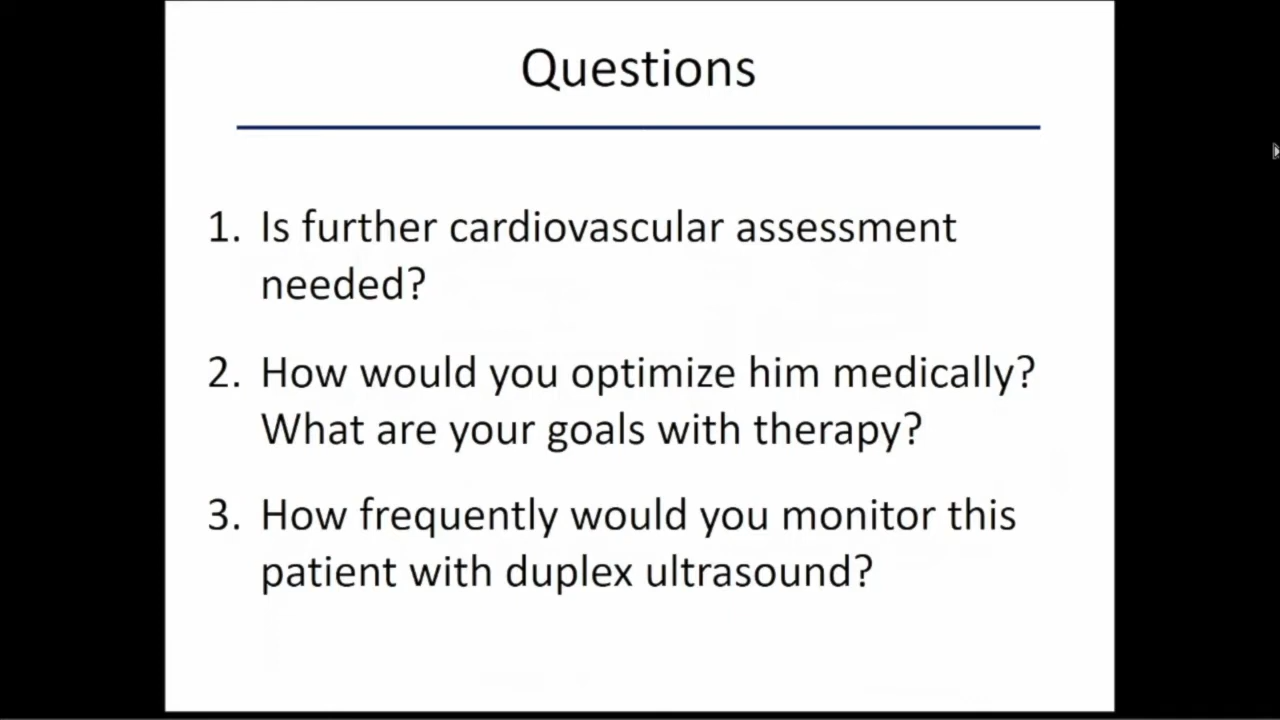 Questions
1. Is further cardiovascular assessment
needed?
2. How would you optimize him medically?
What are your goals with therapy?
3. How frequently would you monitor this
patient with duplex ultrasound?